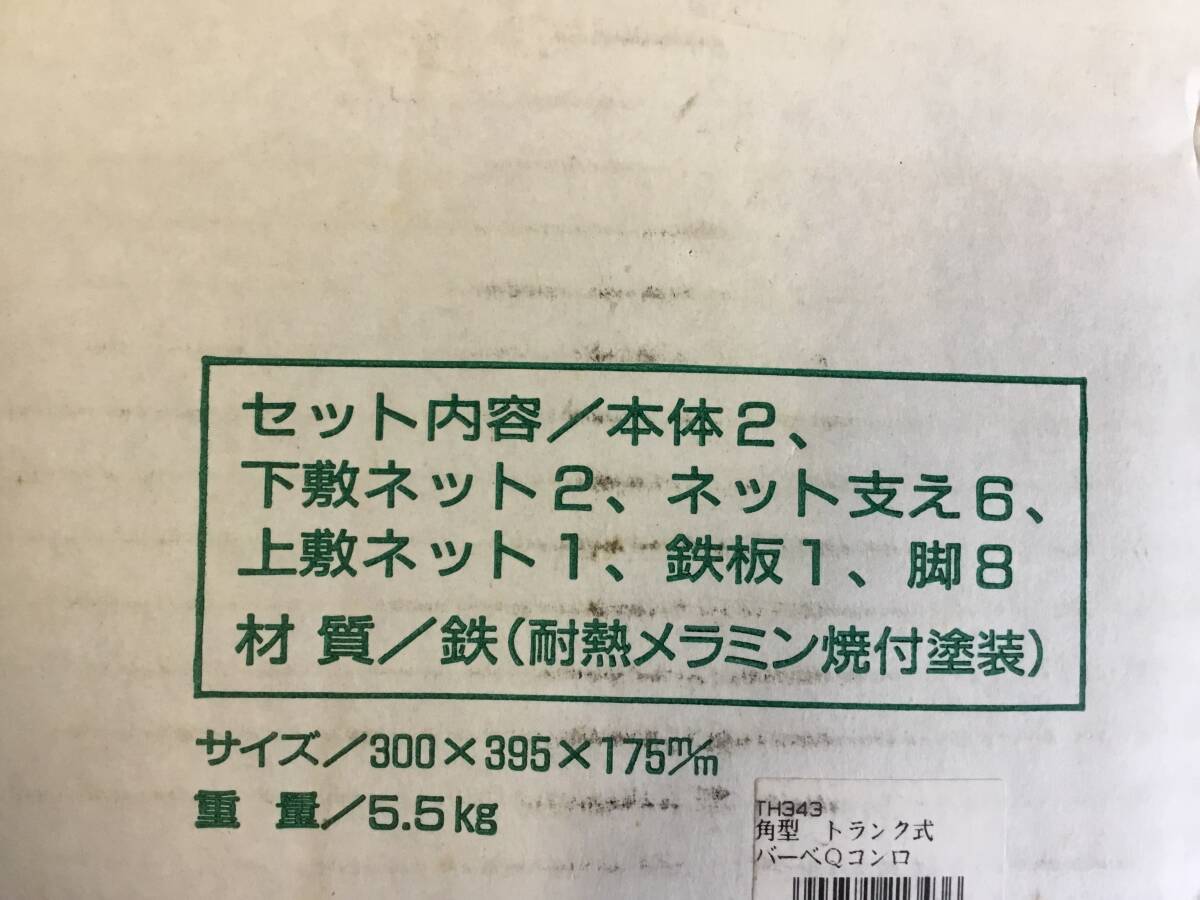 セット内容／本体2、
下敷ネット2、ネット支え6、
上敷ネット1、鉄板1、脚8
材質／鉄(耐熱メラミン焼付塗装)
サイズ／300×395×175m/m
重量／5.5kg
TH343
角型 トランク式
バーベQコンロ